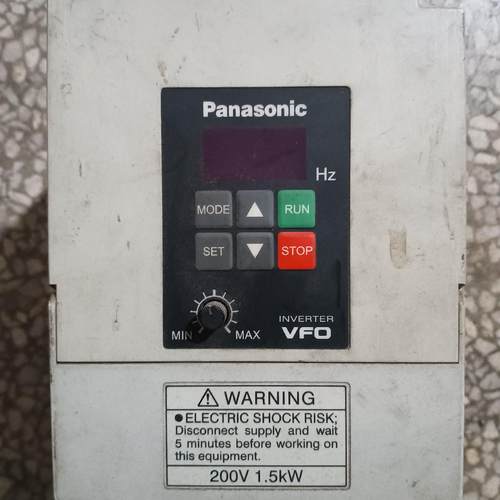 Panasonic
Hz
MODE ▲ RUN
SET ▼ STOP
MIN MAX
INVERTER
VFO
⚠ WARNING
● ELECTRIC SHOCK RISK;
Disconnect supply and wait
5 minutes before working on
this equipment.
200V 1.5kW